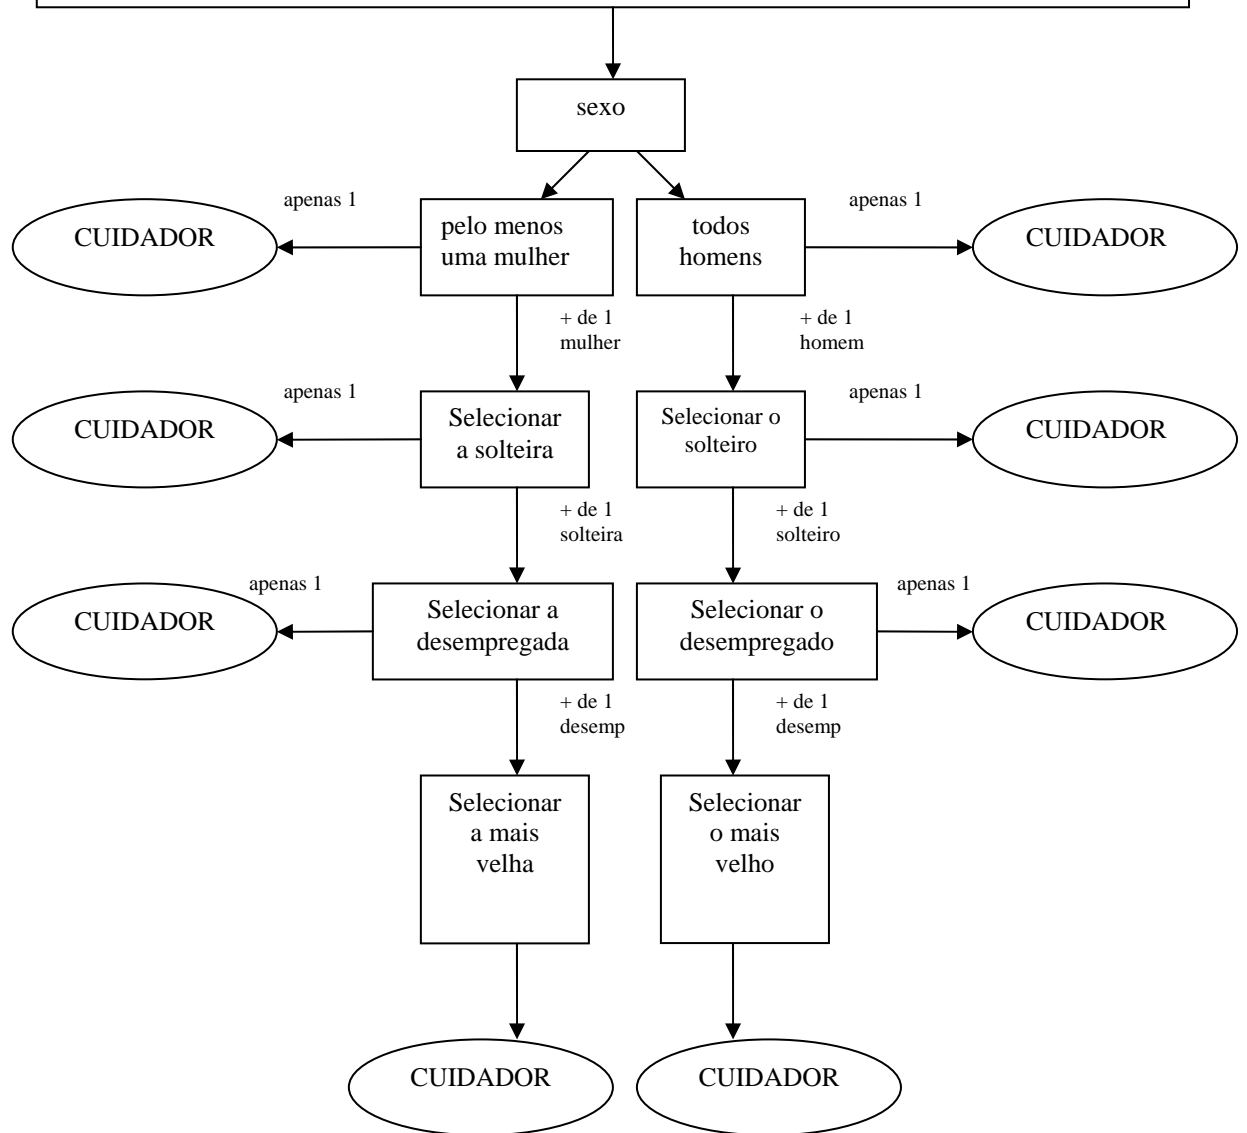 sexo
apenas 1
apenas 1
CUIDADOR
pelo menos
uma mulher
todos
homens
CUIDADOR
+ de 1
mulher
+ de 1
homem
apenas 1
apenas 1
CUIDADOR
Selecionar
a solteira
Selecionar o
solteiro
CUIDADOR
+ de 1
solteira
+ de 1
solteiro
apenas 1
apenas 1
CUIDADOR
Selecionar a
desempregada
Selecionar o
desempregado
CUIDADOR
+ de 1
desemp
+ de 1
desemp
Selecionar
a mais
velha
Selecionar
o mais
velho
CUIDADOR
CUIDADOR